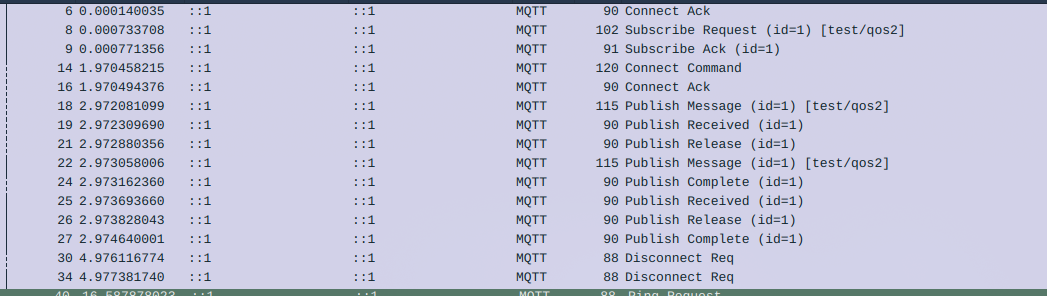 6 0.000140035 ::1 ::1 MQTT 90 Connect Ack
8 0.000733708 ::1 ::1 MQTT 102 Subscribe Request (id=1) [test/qos2]
9 0.000771356 ::1 ::1 MQTT 91 Subscribe Ack (id=1)
14 1.970458215 ::1 ::1 MQTT 120 Connect Command
16 1.970494376 ::1 ::1 MQTT 90 Connect Ack
18 2.972081099 ::1 ::1 MQTT 115 Publish Message (id=1) [test/qos2]
19 2.972309690 ::1 ::1 MQTT 90 Publish Received (id=1)
21 2.972880356 ::1 ::1 MQTT 90 Publish Release (id=1)
22 2.973058006 ::1 ::1 MQTT 115 Publish Message (id=1) [test/qos2]
24 2.973162360 ::1 ::1 MQTT 90 Publish Complete (id=1)
25 2.973693660 ::1 ::1 MQTT 90 Publish Received (id=1)
26 2.973828043 ::1 ::1 MQTT 90 Publish Release (id=1)
27 2.974640001 ::1 ::1 MQTT 90 Publish Complete (id=1)
30 4.976116774 ::1 ::1 MQTT 88 Disconnect Req
34 4.977381740 ::1 ::1 MQTT 88 Disconnect Req
::1 ::1 MQTT 88 Ping Request